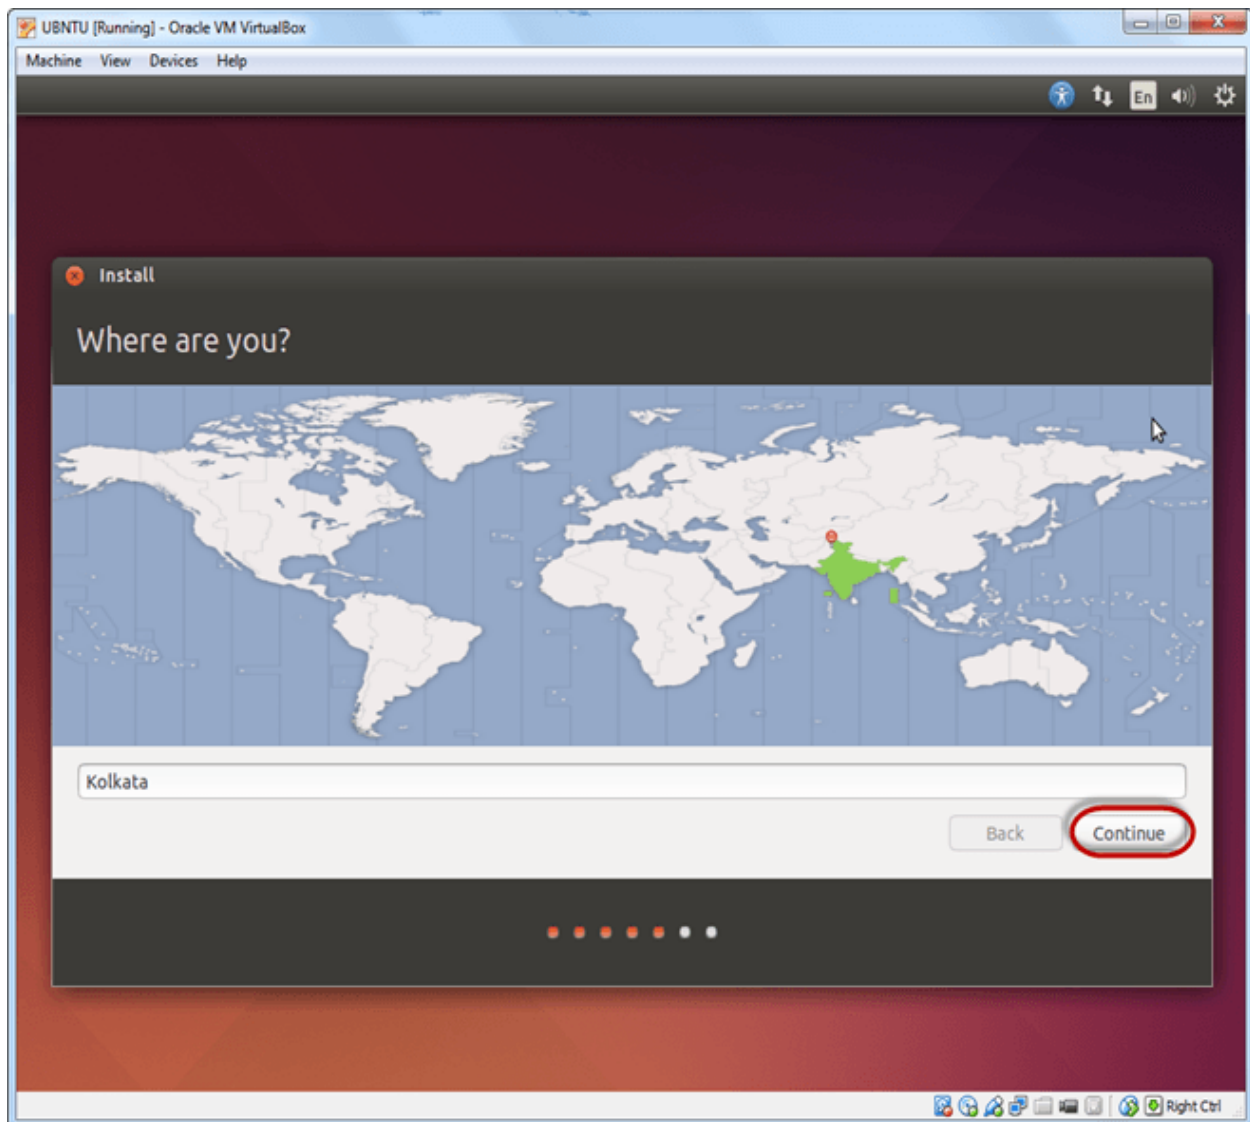 UBNTU [Running] - Oracle VM VirtualBox
Machine View Devices Help
En
Install
Where are you?
Kolkata
Back Continue
Right Ctrl